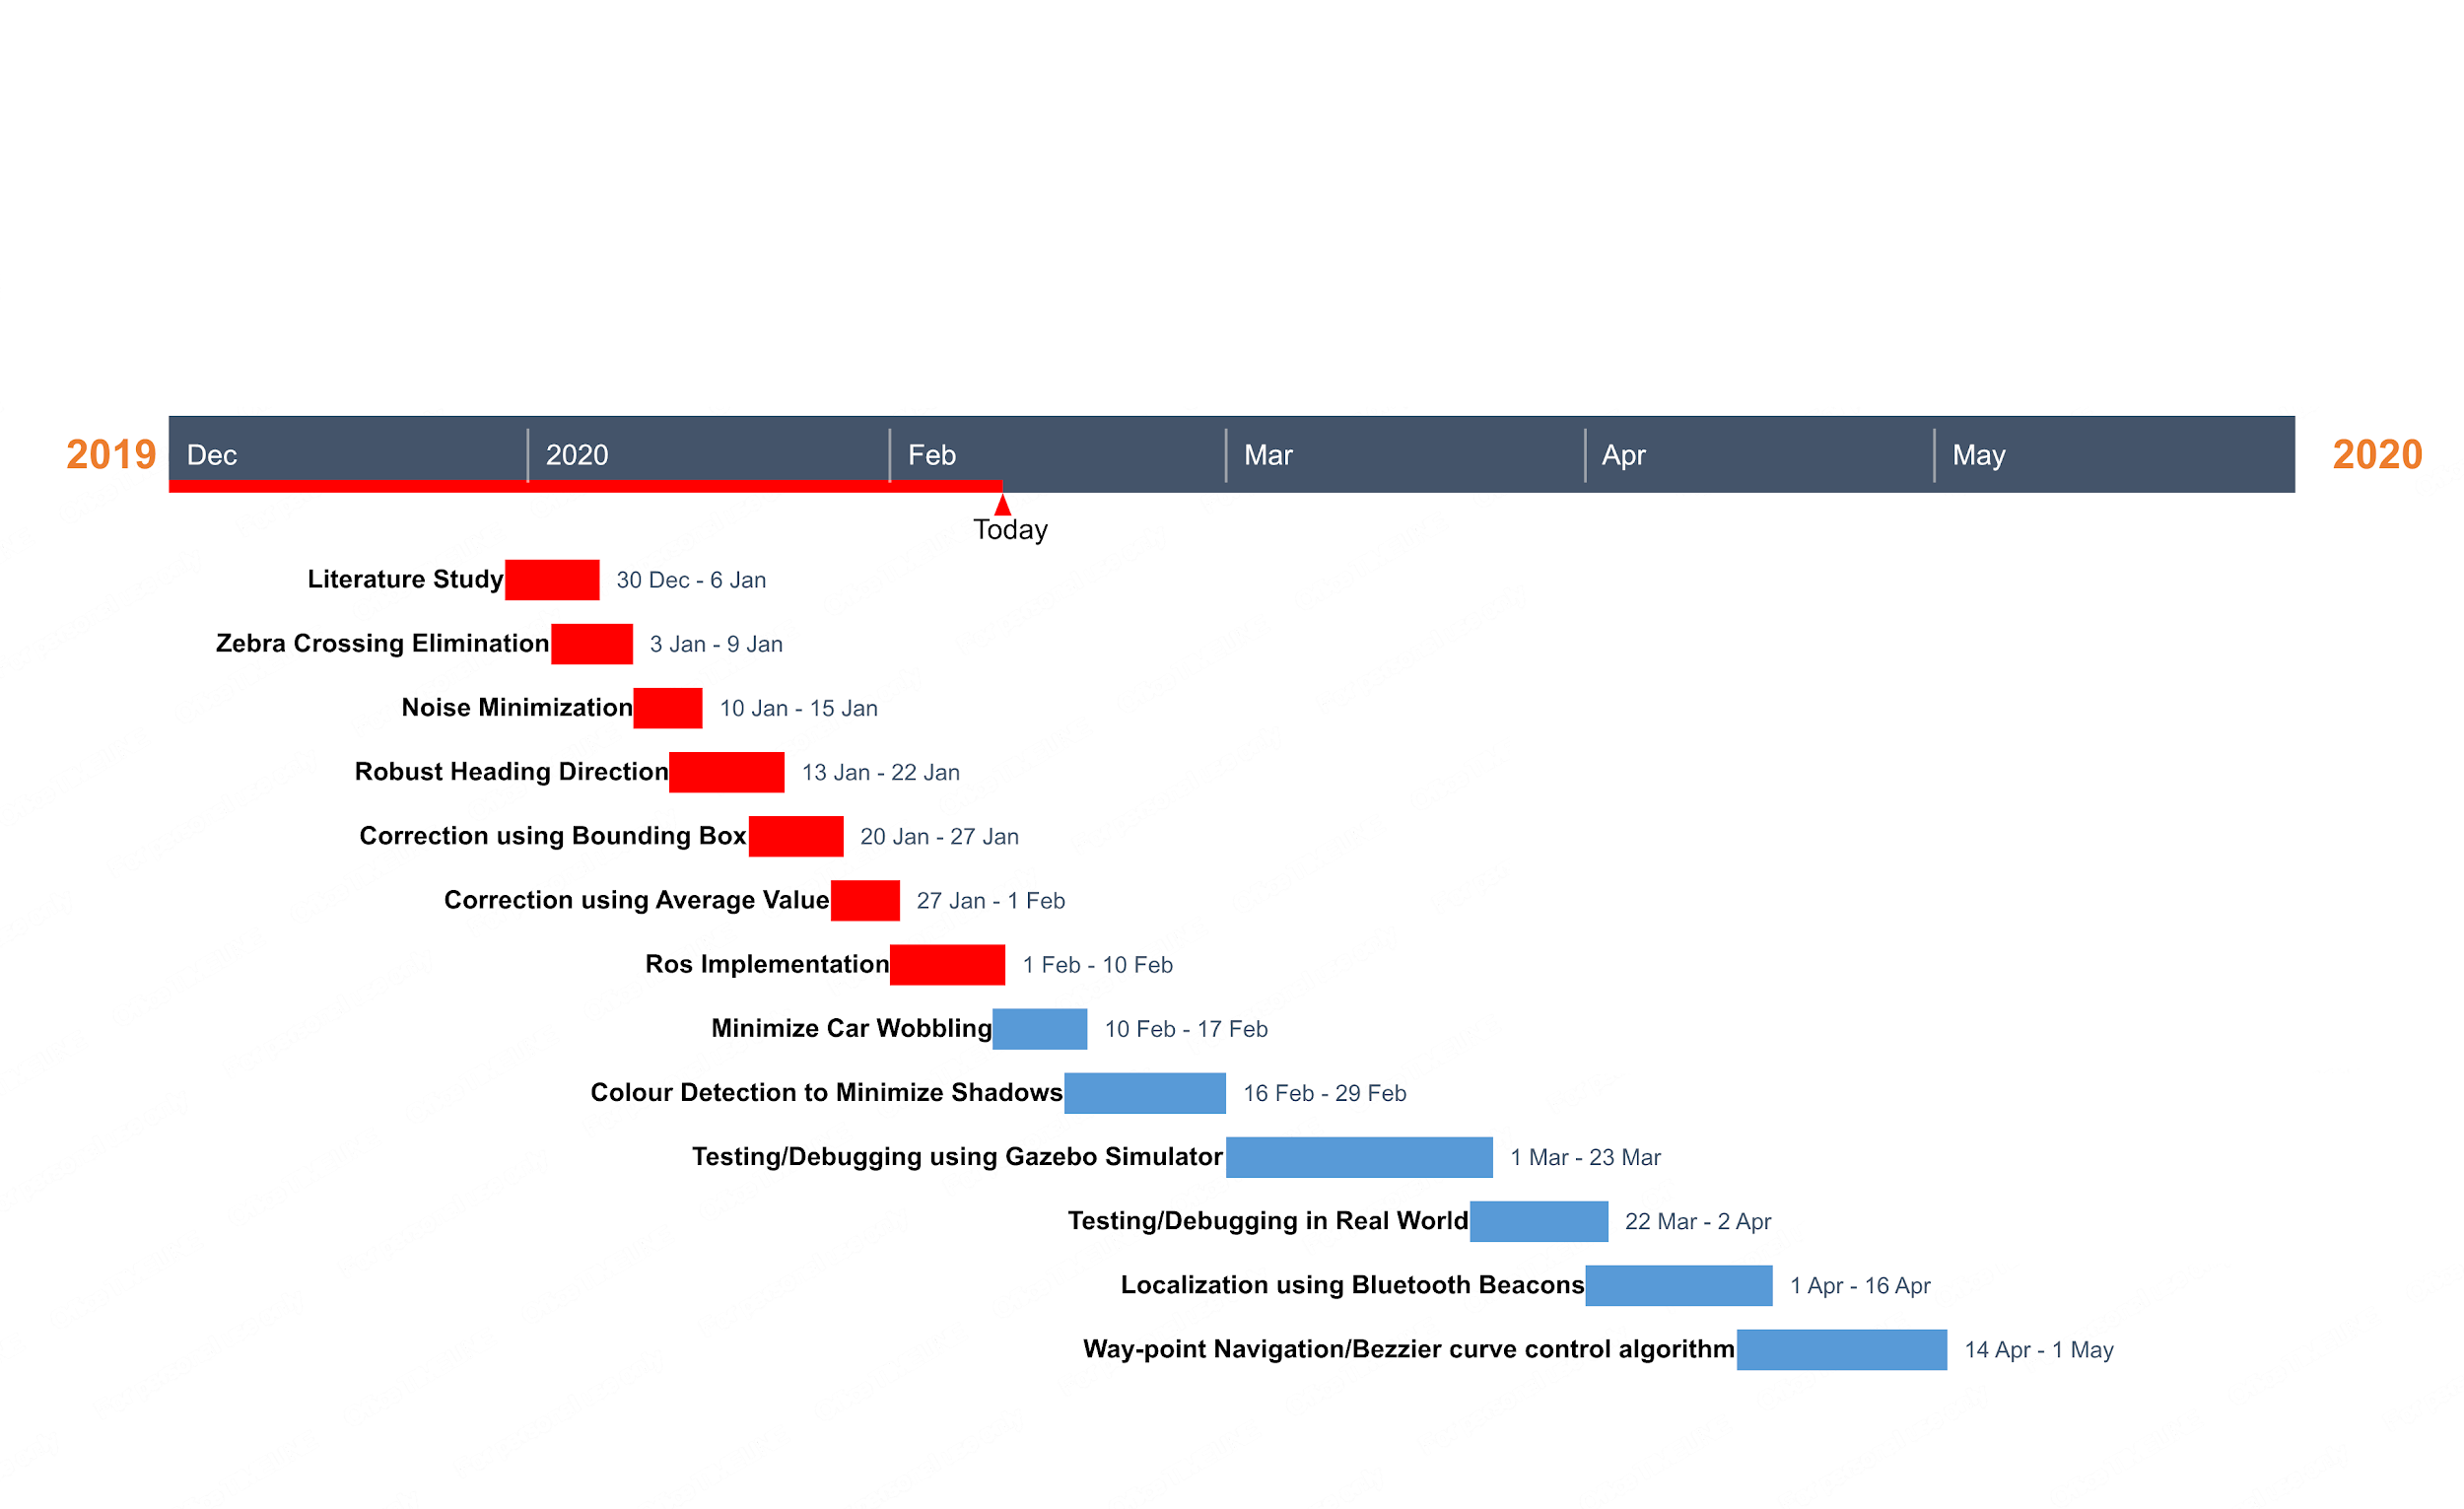 2019 Dec 2020 Feb Mar Apr May 2020
Today
Literature Study 30 Dec - 6 Jan
Zebra Crossing Elimination 3 Jan - 9 Jan
Noise Minimization 10 Jan - 15 Jan
Robust Heading Direction 13 Jan - 22 Jan
Correction using Bounding Box 20 Jan - 27 Jan
Correction using Average Value 27 Jan - 1 Feb
Ros Implementation 1 Feb - 10 Feb
Minimize Car Wobbling 10 Feb - 17 Feb
Colour Detection to Minimize Shadows 16 Feb - 29 Feb
Testing/Debugging using Gazebo Simulator 1 Mar - 23 Mar
Testing/Debugging in Real World 22 Mar - 2 Apr
Localization using Bluetooth Beacons 1 Apr - 16 Apr
Way-point Navigation/Bezzier curve control algorithm 14 Apr - 1 May